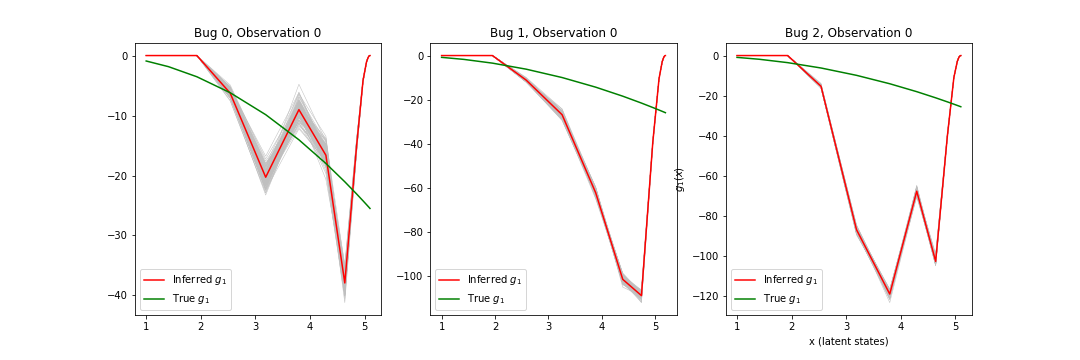 Bug 0, Observation 0
0
−10
−20
−30
−40
1 2 3 4 5
Inferred g₁
True g₁
Bug 1, Observation 0
0
−20
−40
−60
−80
−100
1 2 3 4 5
Inferred g₁
True g₁
Bug 2, Observation 0
g₁(x)
0
−20
−40
−60
−80
−100
−120
1 2 3 4 5
x (latent states)
Inferred g₁
True g₁